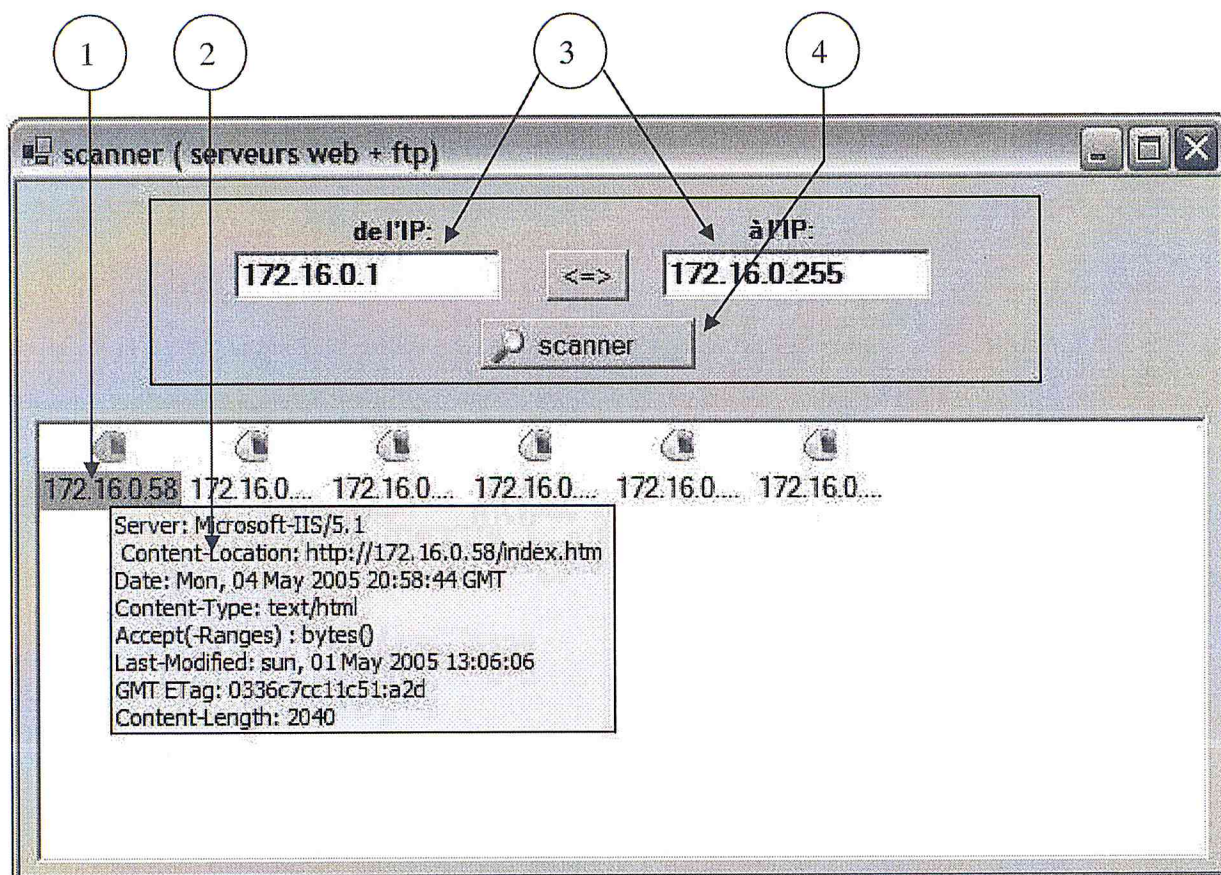 1 2 3 4
scanner ( serveurs web + ftp)
de l'IP: à l'IP:
172.16.0.1 <=> 172.16.0.255
scanner
172.16.0.58 172.16.0.... 172.16.0.... 172.16.0.... 172.16.0.... 172.16.0....
Server: Microsoft-IIS/5.1
Content-Location: http://172.16.0.58/index.htm
Date: Mon, 04 May 2005 20:58:44 GMT
Content-Type: text/html
Accept(-Ranges) : bytes()
Last-Modified: sun, 01 May 2005 13:06:06
GMT ETag: 0336c7cc11c51:a2d
Content-Length: 2040